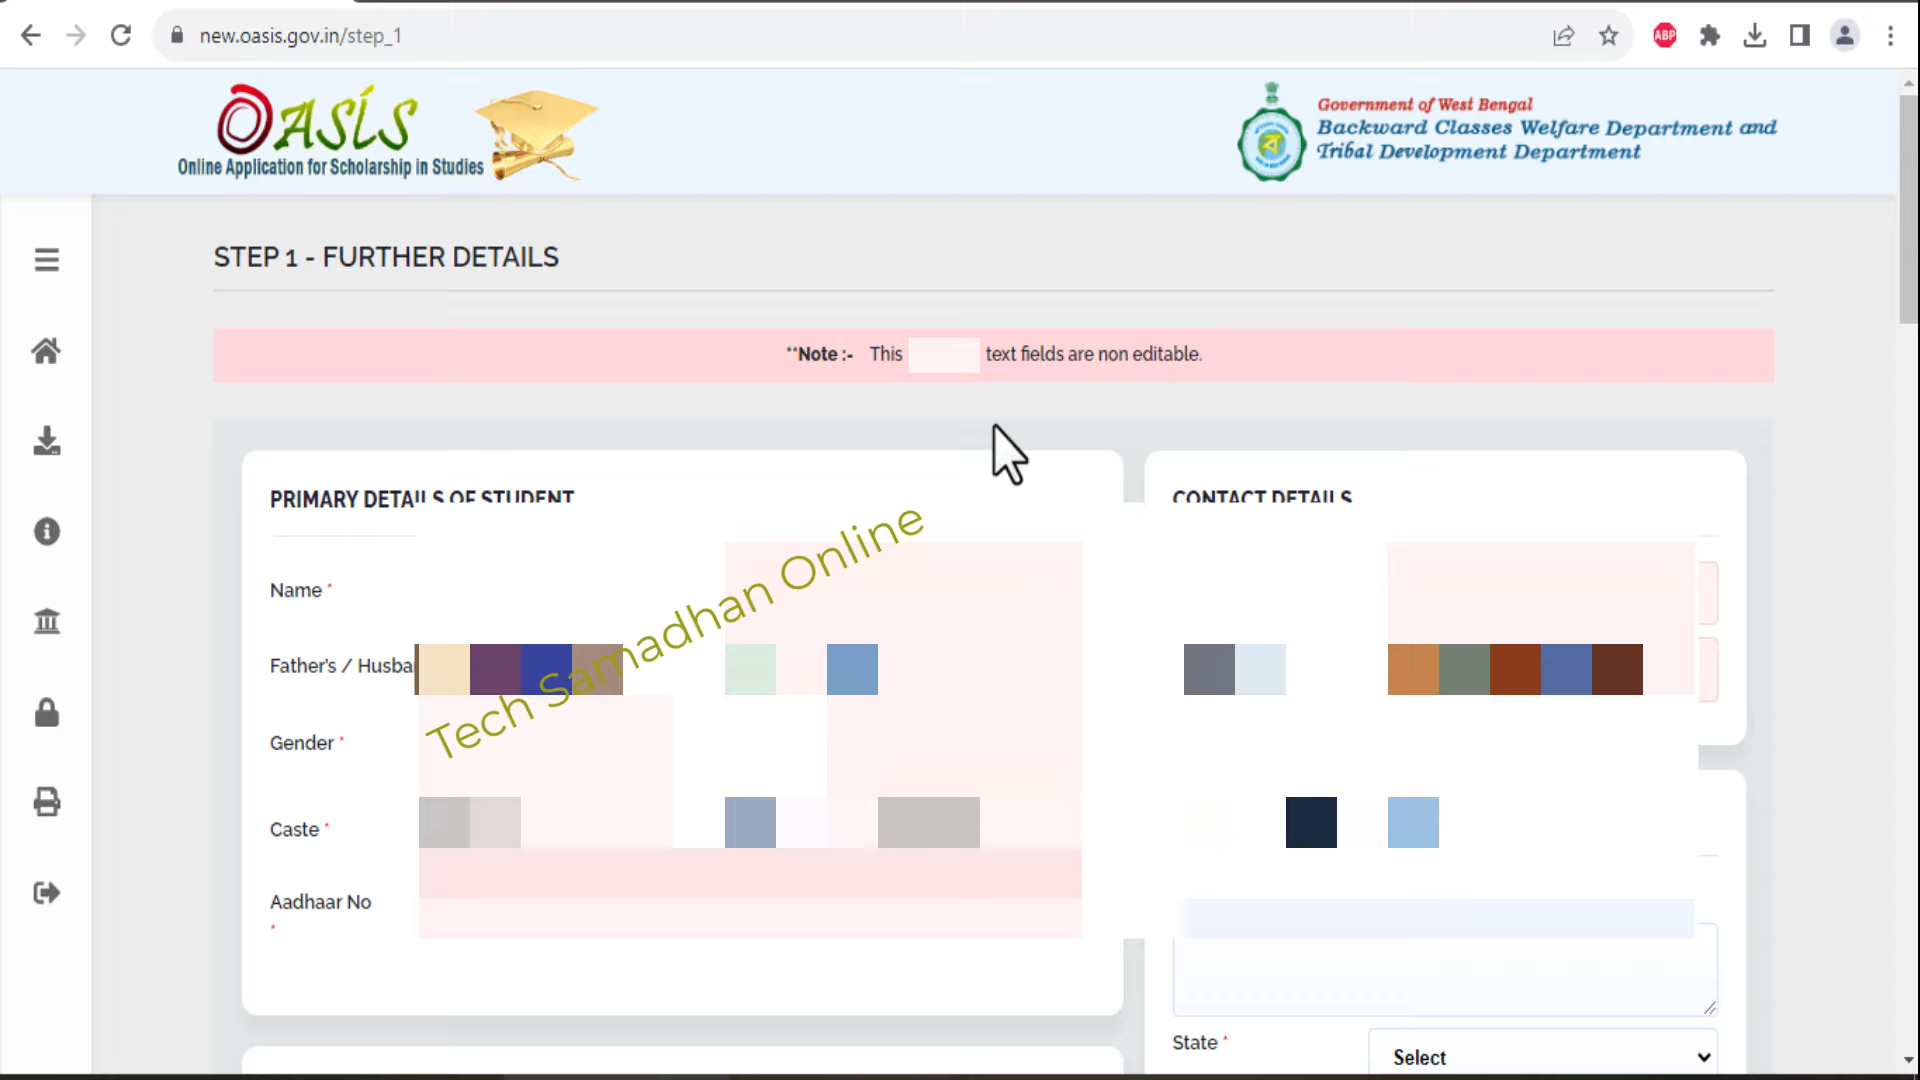 new.oasis.gov.in/step_1
ABP
OASIS
Online Application for Scholarship in Studies
Government of West Bengal
Backward Classes Welfare Department and
Tribal Development Department
STEP 1 - FURTHER DETAILS
**Note :- This text fields are non editable.
PRIMARY DETAILS OF STUDENT
CONTACT DETAILS
Tech Samadhan Online
Name *
Father's / Husba
Gender *
Caste *
Aadhaar No
*
State *
Select